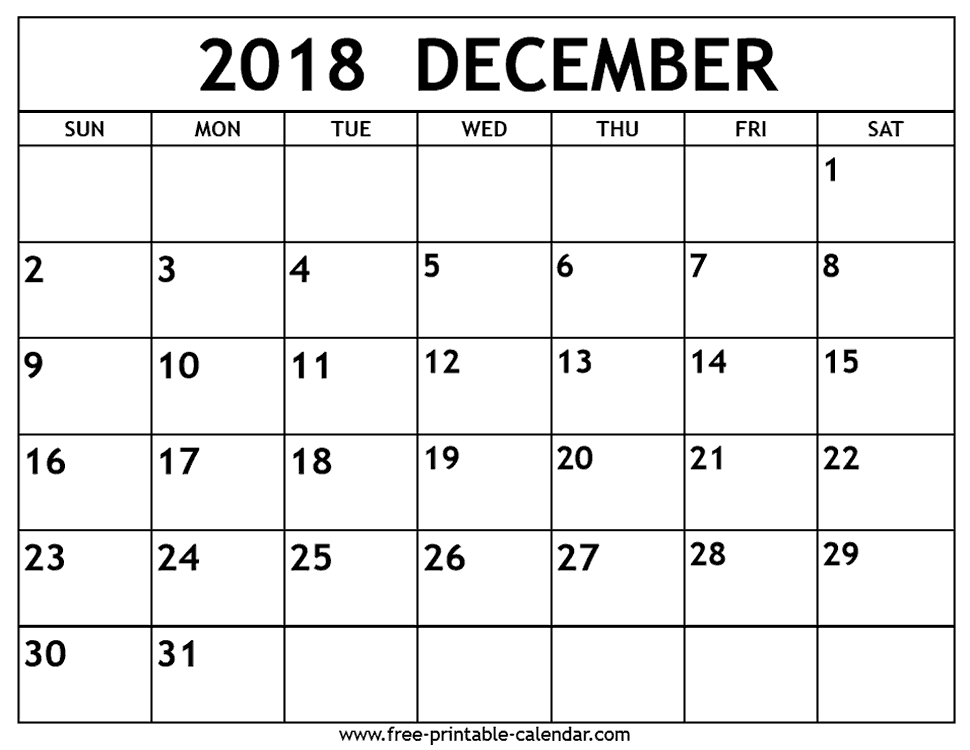 2018 DECEMBER
SUN MON TUE WED THU FRI SAT
1
2 3 4 5 6 7 8
9 10 11 12 13 14 15
16 17 18 19 20 21 22
23 24 25 26 27 28 29
30 31
www.free-printable-calendar.com